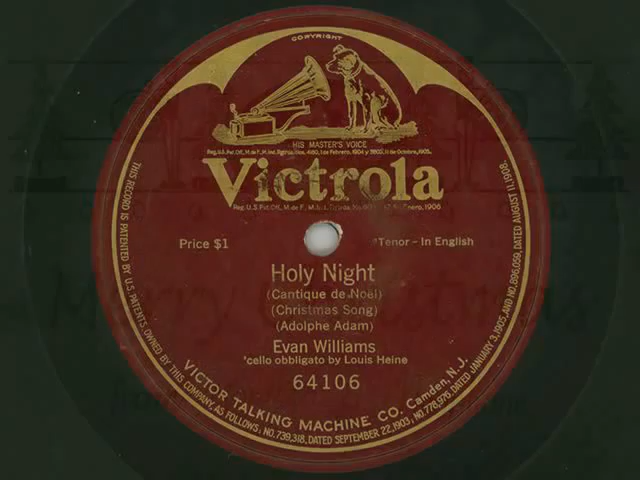 COPYRIGHT
HIS MASTER'S VOICE
Victrola
Price $1
Tenor – In English
Holy Night
(Cantique de Noël)
(Christmas Song)
(Adolphe Adam)
Evan Williams
'cello obbligato by Louis Heine
64106
THIS RECORD IS PATENTED BY U.S. PATENTS OWNED BY THIS COMPANY, AS FOLLOWS: NO. 739,318, DATED SEPTEMBER 22, 1903; NO. 778,976, DATED JANUARY 3, 1905, AND NO. 896,059, DATED AUGUST 11, 1908.
VICTOR TALKING MACHINE CO. Camden, N.J.
Merry Christmas